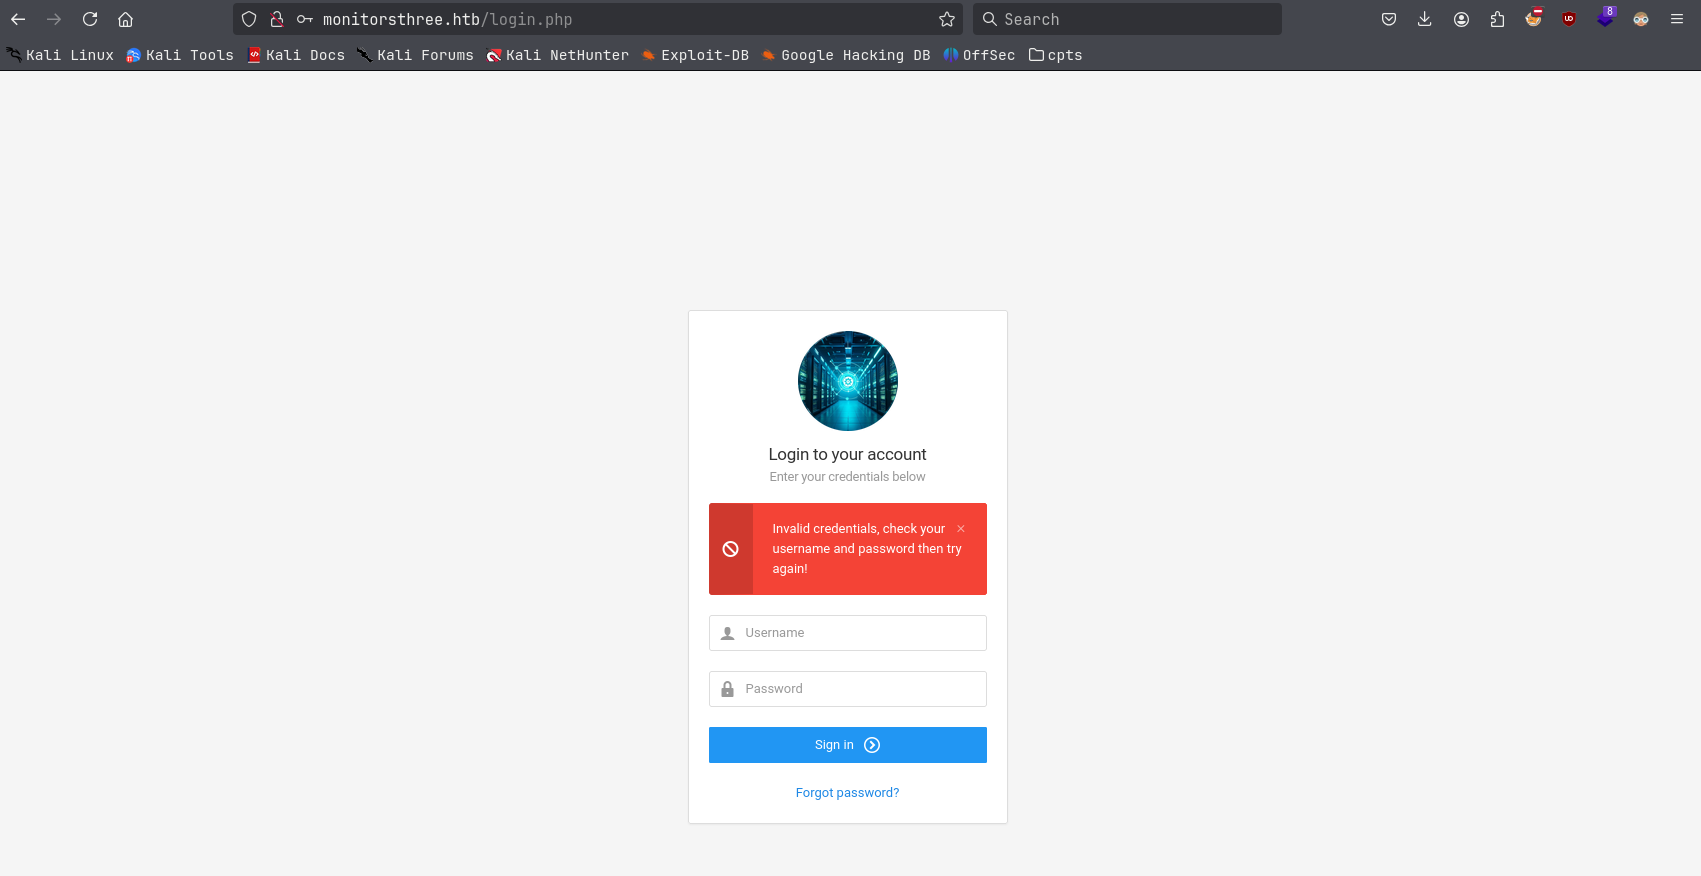 monitorsthree.htb/login.php
Search
8
Kali Linux Kali Tools Kali Docs Kali Forums Kali NetHunter Exploit-DB Google Hacking DB OffSec cpts
Login to your account
Enter your credentials below
Invalid credentials, check your ×
username and password then try
again!
Username
Password
Sign in
Forgot password?